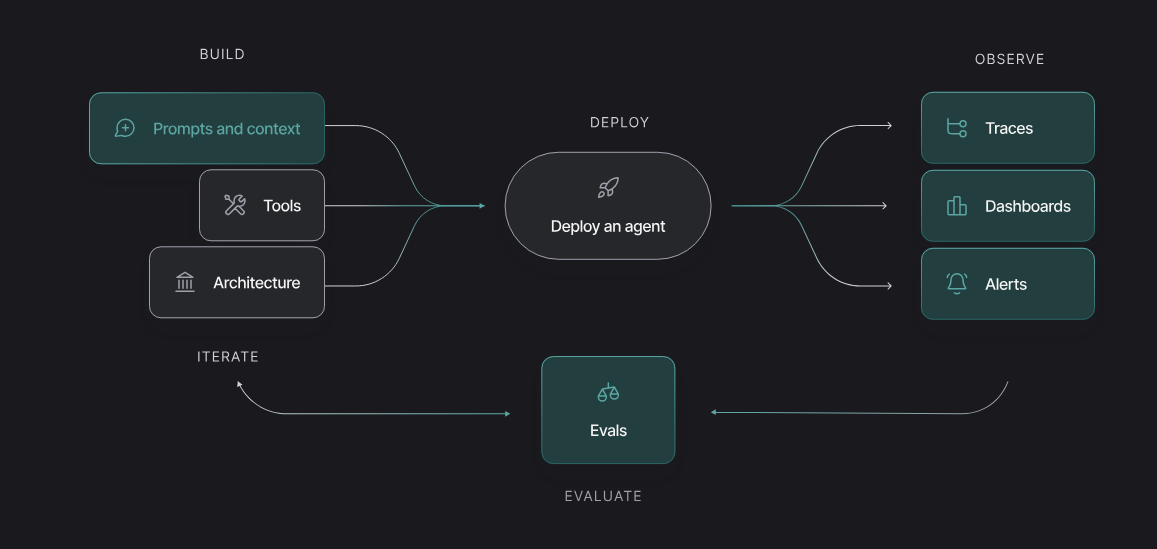 BUILD
Prompts and context
Tools
Architecture
ITERATE
DEPLOY
Deploy an agent
OBSERVE
Traces
Dashboards
Alerts
Evals
EVALUATE